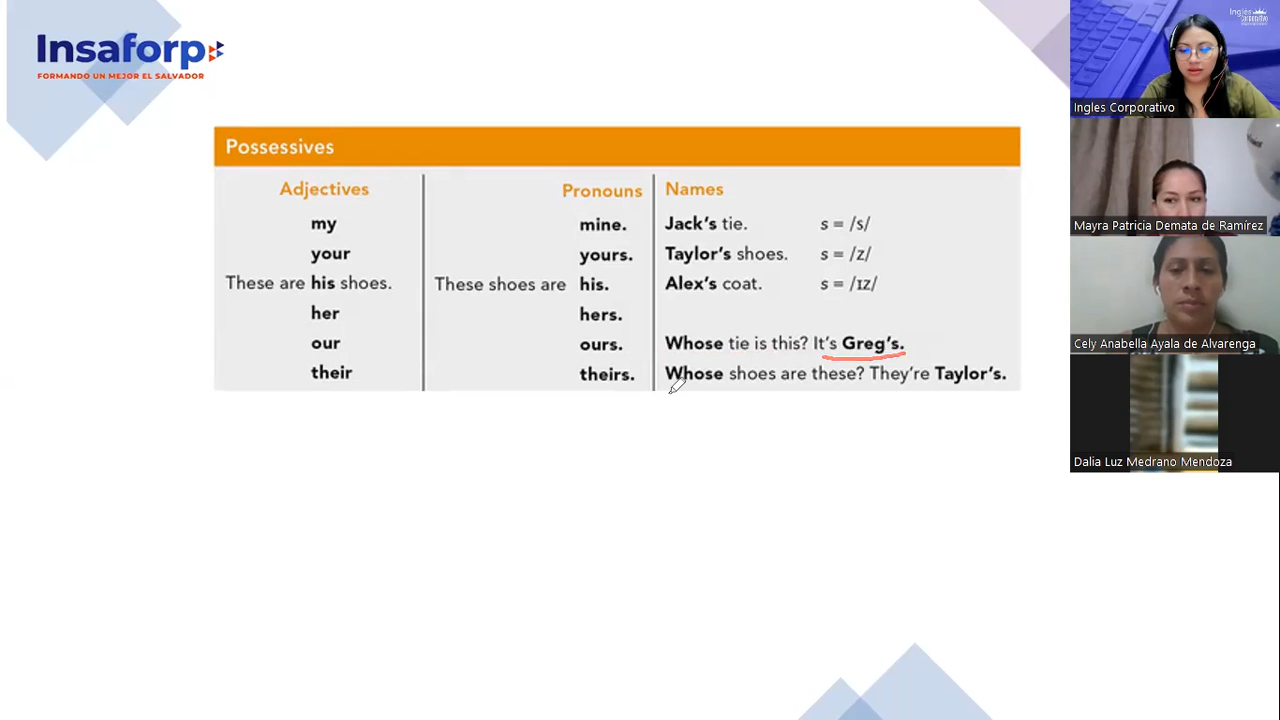 Insaforp
FORMANDO UN MEJOR EL SALVADOR
Possessives
Adjectives
my
your
These are his shoes.
her
our
their
Pronouns
mine.
yours.
These shoes are his.
hers.
ours.
theirs.
Names
Jack's tie. s = /s/
Taylor's shoes. s = /z/
Alex's coat. s = /ɪz/
Whose tie is this? It's Greg's.
Whose shoes are these? They're Taylor's.
Ingles
Ingles Corporativo
Mayra Patricia Demata de Ramírez
Cely Anabella Ayala de Alvarenga
Dalia Luz Medrano Mendoza